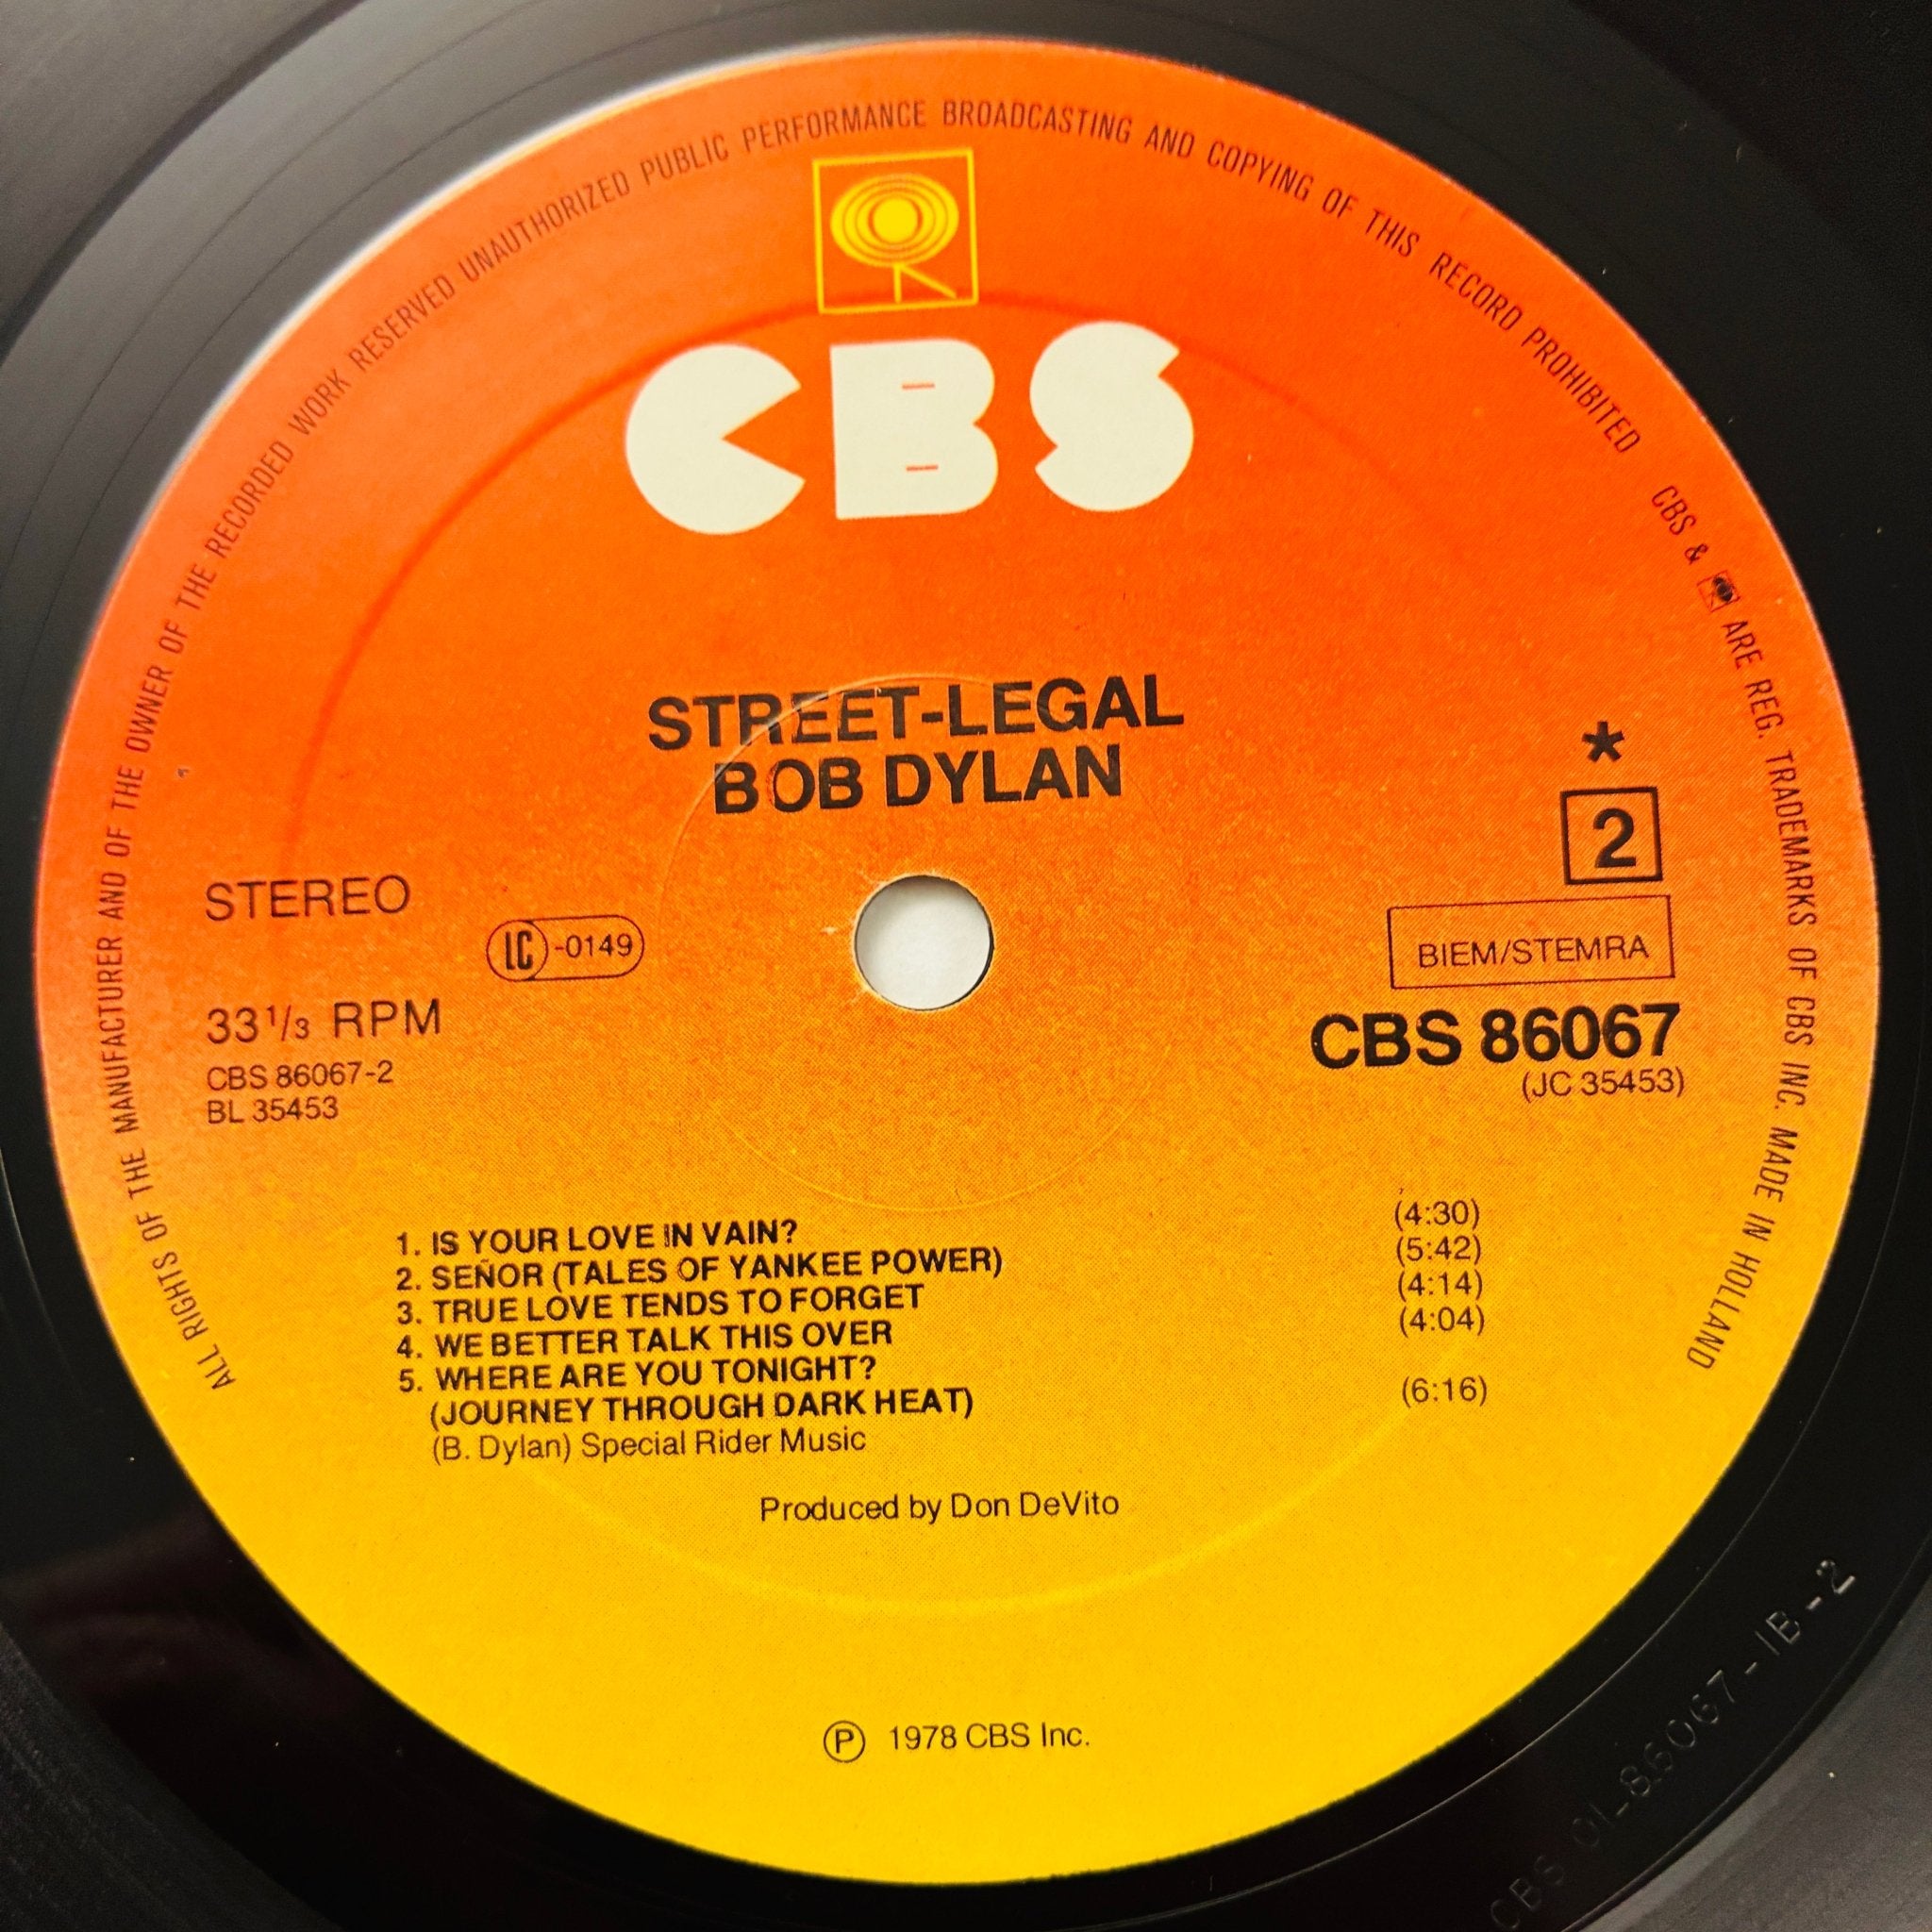 ALL RIGHTS OF THE MANUFACTURER AND OF THE OWNER OF THE RECORDED WORK RESERVED UNAUTHORIZED PUBLIC PERFORMANCE BROADCASTING AND COPYING OF THIS RECORD PROHIBITED
CBS & ARE REG. TRADEMARKS OF CBS INC. MADE IN HOLLAND
CBS
STREET-LEGAL
BOB DYLAN
*
2
STEREO
LC-0149
BIEM/STEMRA
33 1/3 RPM
CBS 86067
CBS 86067-2
(JC 35453)
BL 35453
1. IS YOUR LOVE IN VAIN? (4:30)
2. SEÑOR (TALES OF YANKEE POWER) (5:42)
3. TRUE LOVE TENDS TO FORGET (4:14)
4. WE BETTER TALK THIS OVER (4:04)
5. WHERE ARE YOU TONIGHT?
(JOURNEY THROUGH DARK HEAT) (6:16)
(B. Dylan) Special Rider Music
Produced by Don DeVito
Ⓟ 1978 CBS Inc.
CBS 01-86067-1B-2